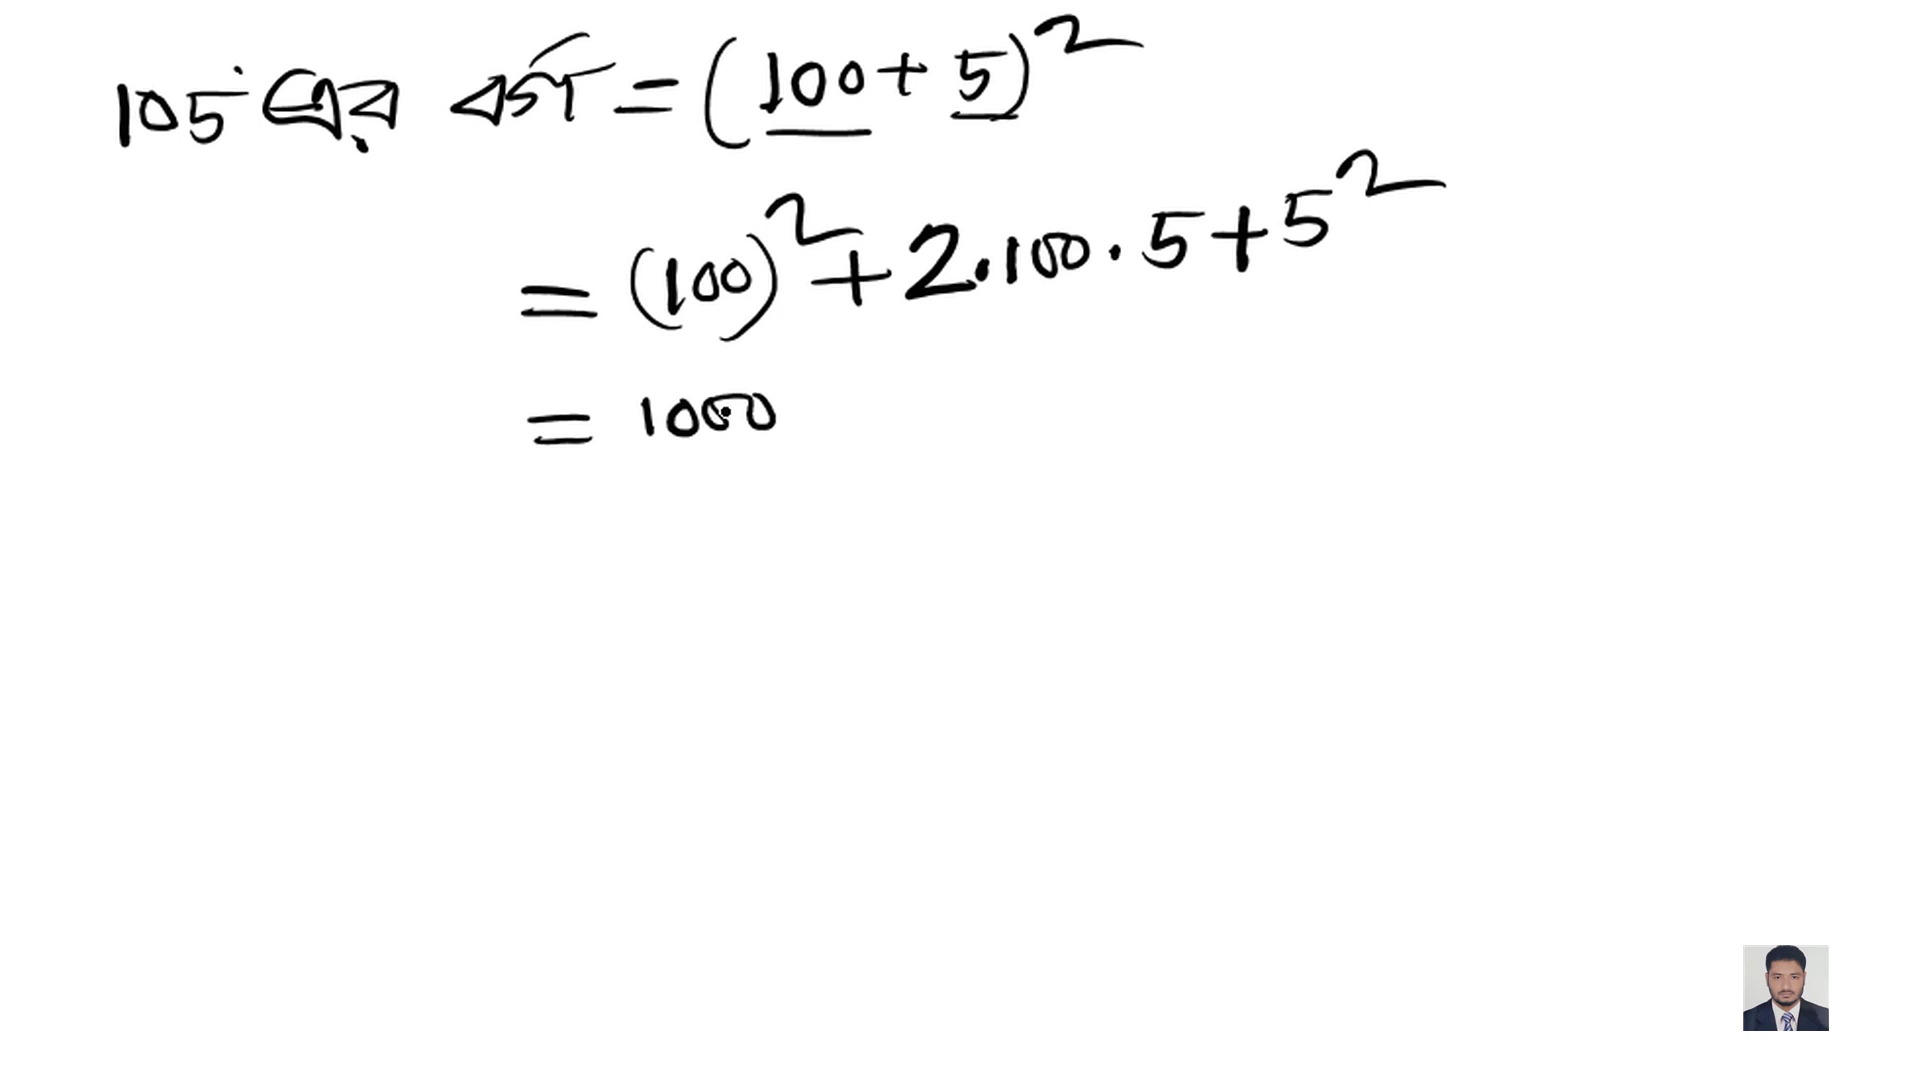 105 এর বর্গ = (100 + 5)²
= (100)² + 2.100.5 + 5²
= 1000